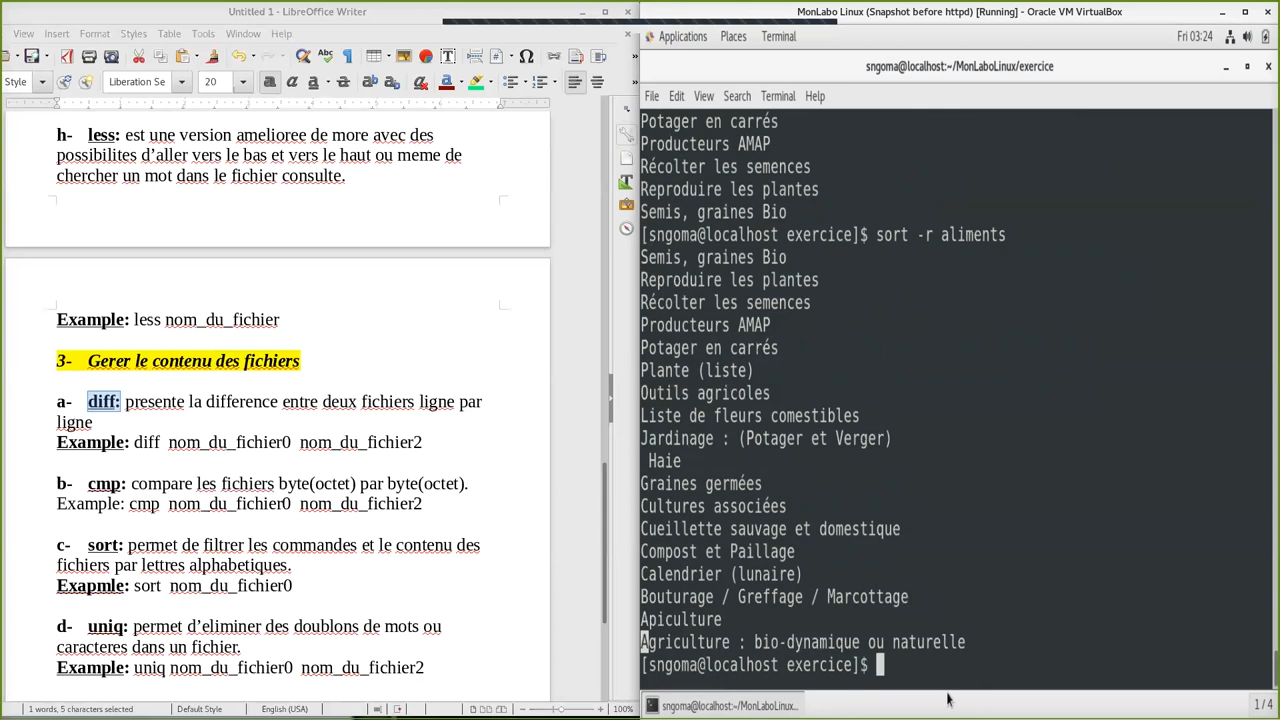 Untitled 1 - LibreOffice Writer
View Insert Format Styles Table Tools Window Help
Style Liberation Se 20
h- less: est une version amelioree de more avec des
possibilites d’aller vers le bas et vers le haut ou meme de
chercher un mot dans le fichier consulte.
Example: less nom_du_fichier
3- Gerer le contenu des fichiers
a- diff: presente la difference entre deux fichiers ligne par
ligne
Example: diff nom_du_fichier0 nom_du_fichier2
b- cmp: compare les fichiers byte(octet) par byte(octet).
Example: cmp nom_du_fichier0 nom_du_fichier2
c- sort: permet de filtrer les commandes et le contenu des
fichiers par lettres alphabetiques.
Exapmle: sort nom_du_fichier0
d- uniq: permet d’eliminer des doublons de mots ou
caracteres dans un fichier.
Example: uniq nom_du_fichier0 nom_du_fichier2
1 words, 5 characters selected Default Style English (USA) 100%
MonLabo Linux (Snapshot before httpd) [Running] - Oracle VM VirtualBox
Applications Places Terminal Fri 03:24
sngoma@localhost:~/MonLaboLinux/exercice
File Edit View Search Terminal Help
Potager en carrés
Producteurs AMAP
Récolter les semences
Reproduire les plantes
Semis, graines Bio
[sngoma@localhost exercice]$ sort -r aliments
Semis, graines Bio
Reproduire les plantes
Récolter les semences
Producteurs AMAP
Potager en carrés
Plante (liste)
Outils agricoles
Liste de fleurs comestibles
Jardinage : (Potager et Verger)
Haie
Graines germées
Cultures associées
Cueillette sauvage et domestique
Compost et Paillage
Calendrier (lunaire)
Bouturage / Greffage / Marcottage
Apiculture
Agriculture : bio-dynamique ou naturelle
[sngoma@localhost exercice]$
sngoma@localhost:~/MonLaboLinux... 1 / 4